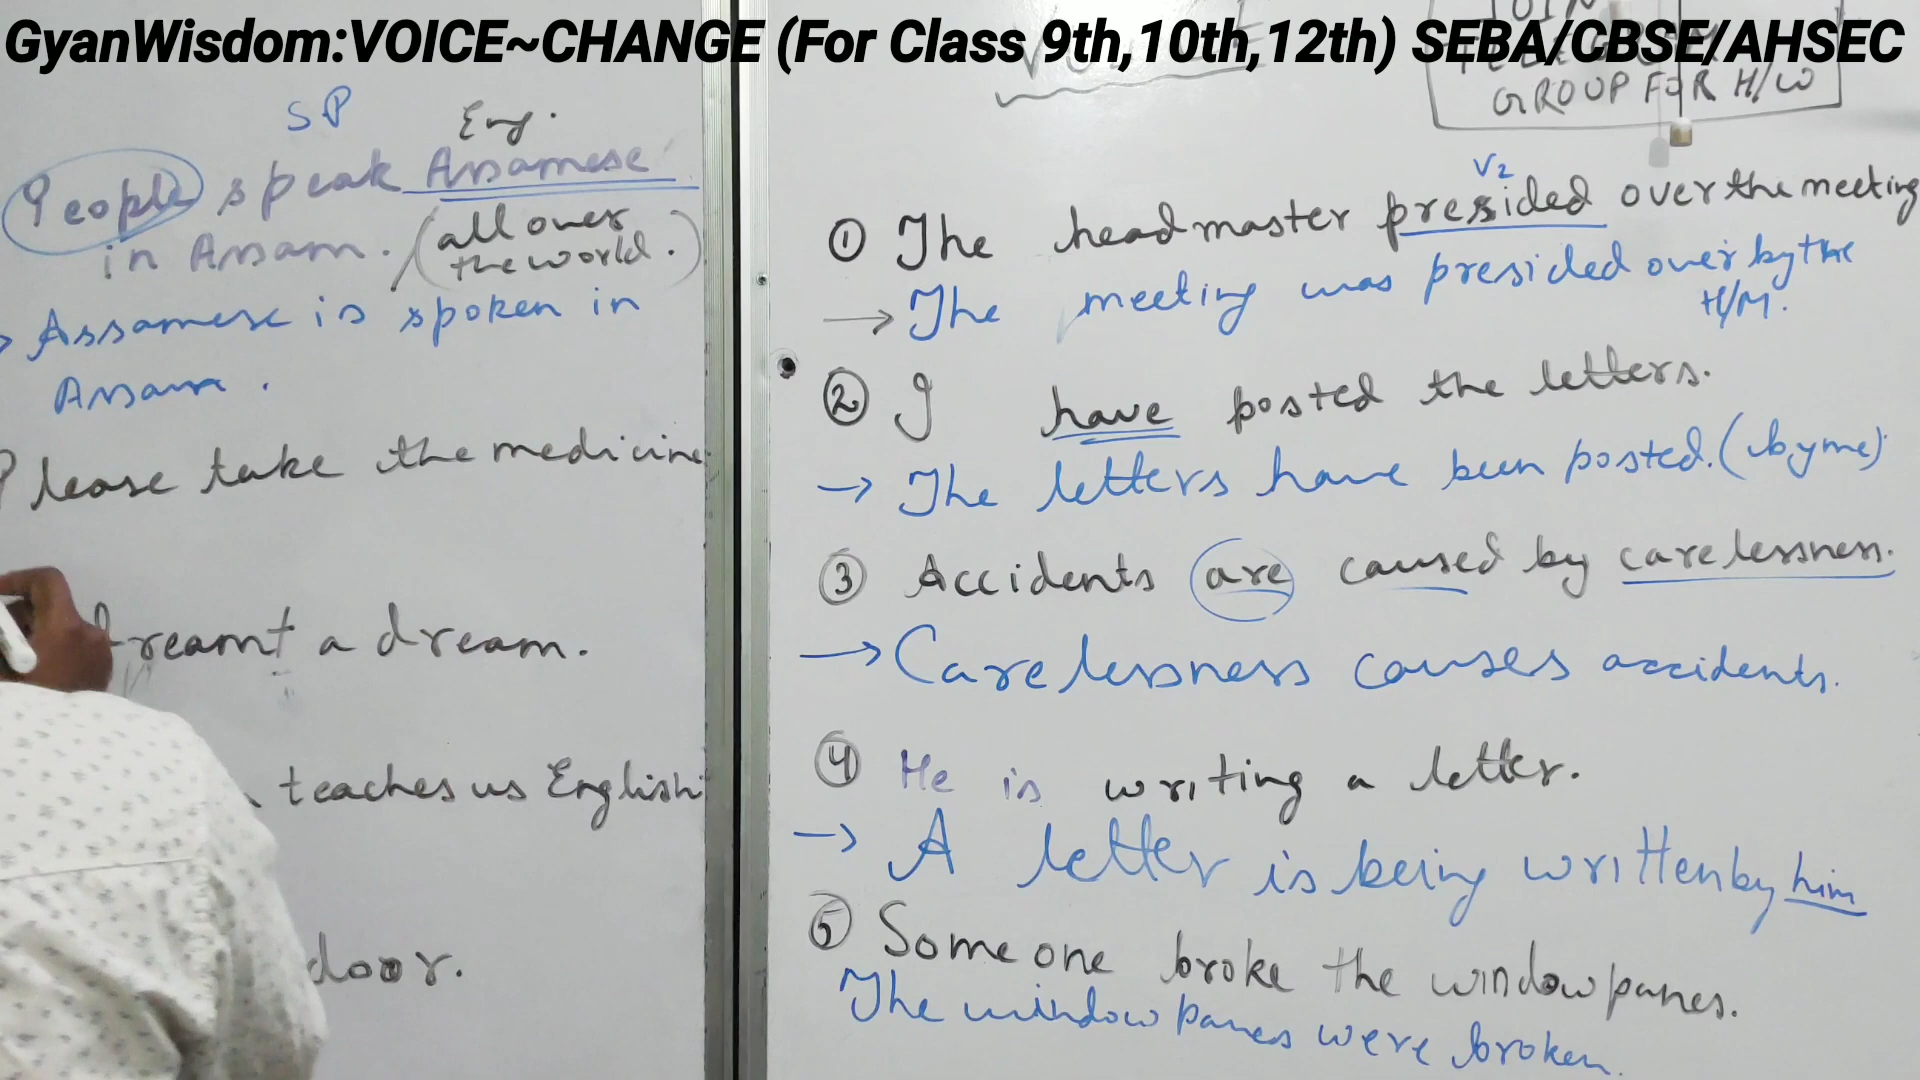 GyanWisdom:VOICE~CHANGE (For Class 9th,10th,12th) SEBA/CBSE/AHSEC
SP Eng.
People speak Assamese
in Assam. (all over
the world.)
Assamese is spoken in
Assam.
Please take the medicine
dreamt a dream.
teaches us English
door.
JOIN
GROUP FOR H/W
V2
① The headmaster presided over the meeting
→ The meeting was presided over by the
H/M.
② I have posted the letters.
→ The letters have been posted. (by me)
③ Accidents are caused by carelessness.
→ Carelessness causes accidents.
④ He is writing a letter.
→ A letter is being written by him
⑤ Someone broke the window panes.
The window panes were broken.